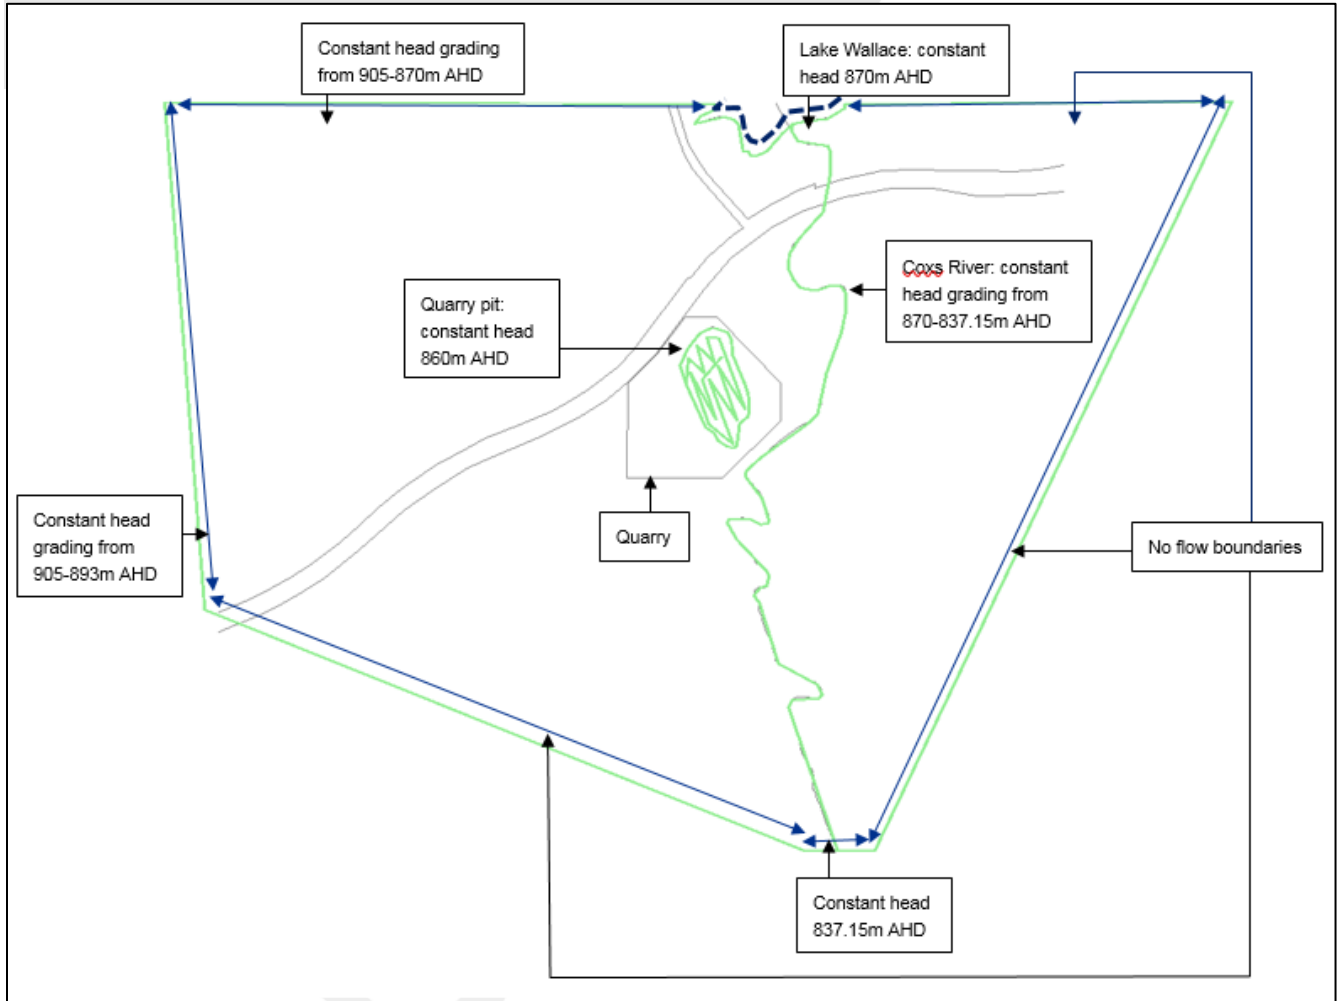 Constant head grading
from 905-870m AHD
Lake Wallace: constant
head 870m AHD
Coxs River: constant
head grading from
870-837.15m AHD
Quarry pit:
constant head
860m AHD
Constant head
grading from
905-893m AHD
Quarry
No flow boundaries
Constant head
837.15m AHD